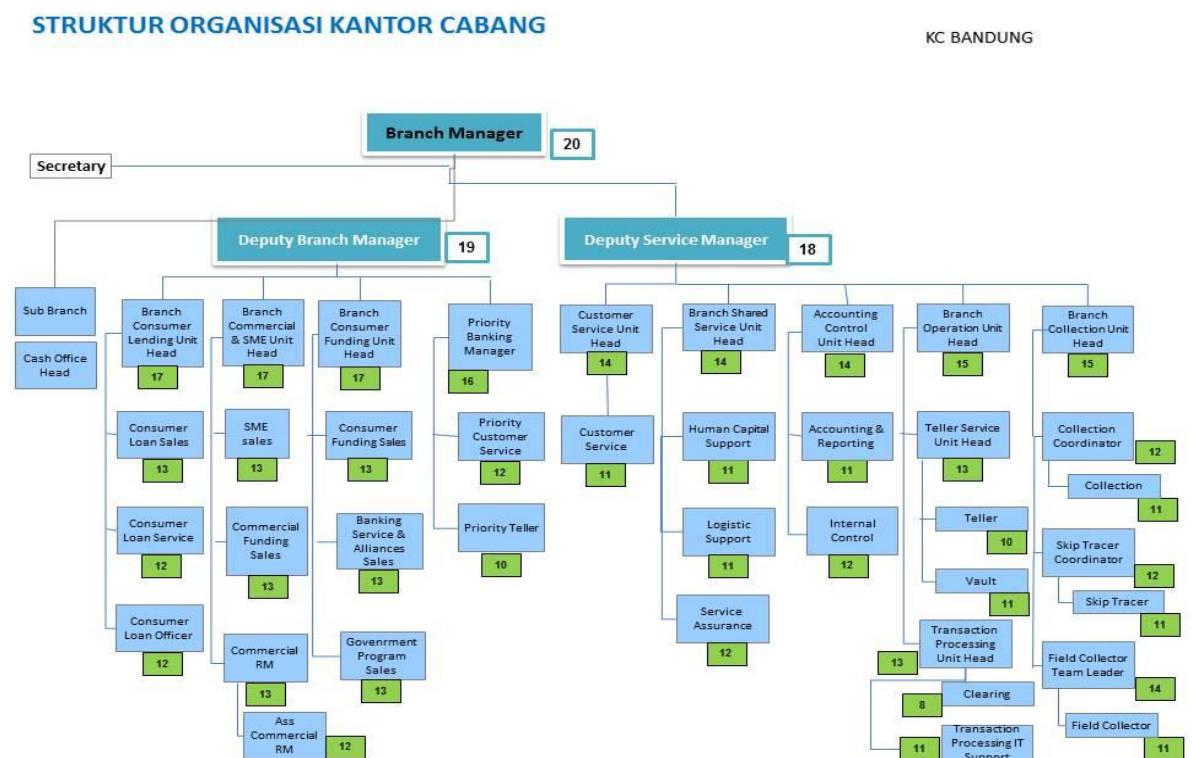 STRUKTUR ORGANISASI KANTOR CABANG
KC BANDUNG
Branch Manager
20
Secretary
Deputy Branch Manager
19
Deputy Service Manager
18
Sub Branch
Cash Office
Head
Branch
Consumer
Lending Unit
Head
17
Consumer
Loan Sales
13
Consumer
Loan Service
12
Consumer
Loan Officer
12
Branch
Commercial
& SME Unit
Head
17
SME
sales
13
Commercial
Funding
Sales
13
Commercial
RM
13
Ass
Commercial
RM
12
Branch
Consumer
Funding Unit
Head
17
Consumer
Funding Sales
13
Banking
Service &
Alliances
Sales
13
Govenrment
Program
Sales
13
Priority
Banking
Manager
16
Priority
Customer
Service
12
Priority Teller
10
Customer
Service Unit
Head
14
Customer
Service
11
Branch Shared
Service Unit
Head
14
Human Capital
Support
11
Logistic
Support
11
Service
Assurance
12
Accounting
Control
Unit Head
14
Accounting &
Reporting
11
Internal
Control
12
Branch
Operation Unit
Head
15
Teller Service
Unit Head
13
Teller
10
Vault
11
Transaction
Processing
Unit Head
13
Clearing
8
Transaction
Processing IT
Support
11
Branch
Collection Unit
Head
15
Collection
Coordinator
12
Collection
11
Skip Tracer
Coordinator
12
Skip Tracer
11
Field Collector
Team Leader
14
Field Collector
11